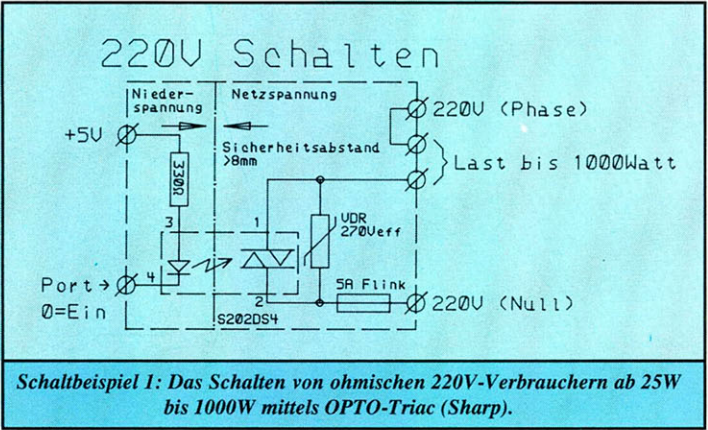 220V Schalten
Nieder-
spannung
Netzspannung
220V (Phase)
+5V
Sicherheitsabstand
>8mm
Last bis 1000Watt
330Ω
3
1
VDR
270Veff
4
Port→
0=Ein
2
5A Flink
220V (Null)
S202DS4
Schaltbeispiel 1: Das Schalten von ohmischen 220V-Verbrauchern ab 25W
bis 1000W mittels OPTO-Triac (Sharp).